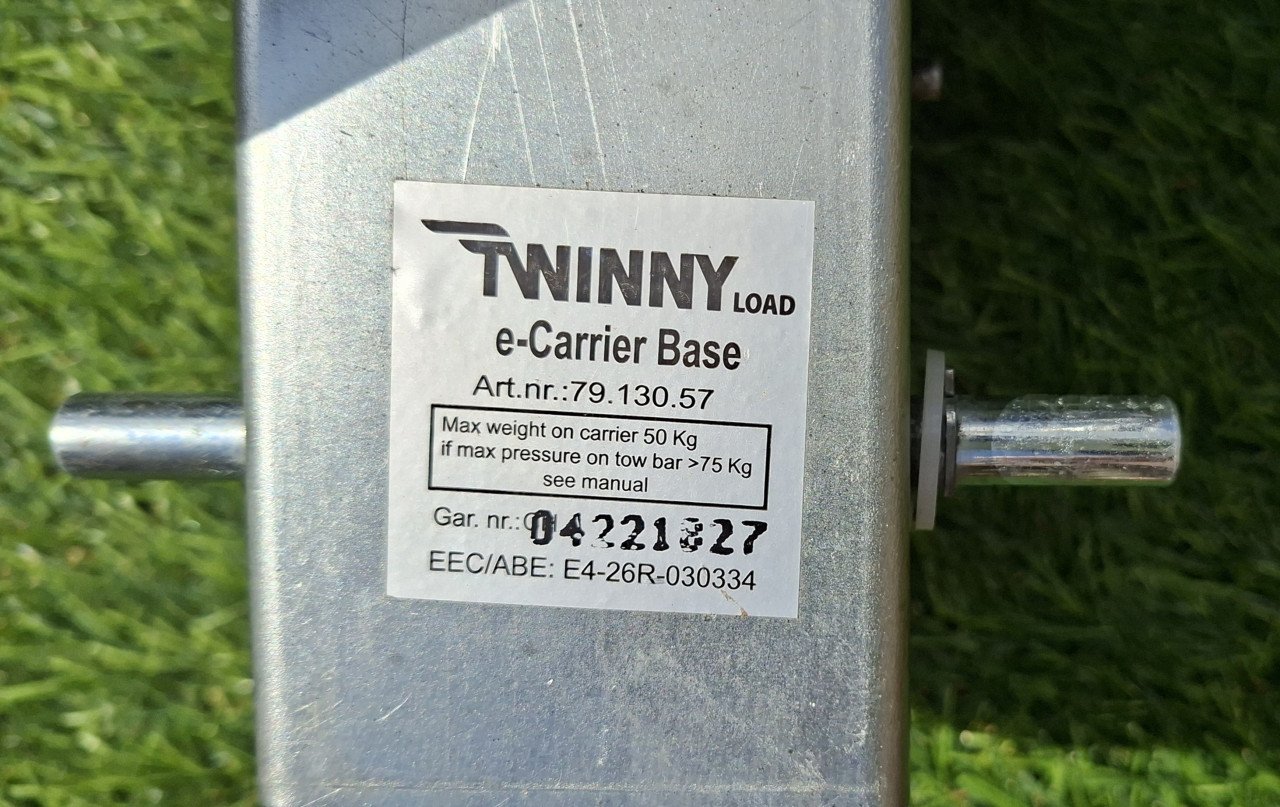 TWINNY LOAD
e-Carrier Base
Art.nr.:79.130.57
Max weight on carrier 50 Kg
if max pressure on tow bar >75 Kg
see manual
Gar. nr.: 04221827
EEC/ABE: E4-26R-030334